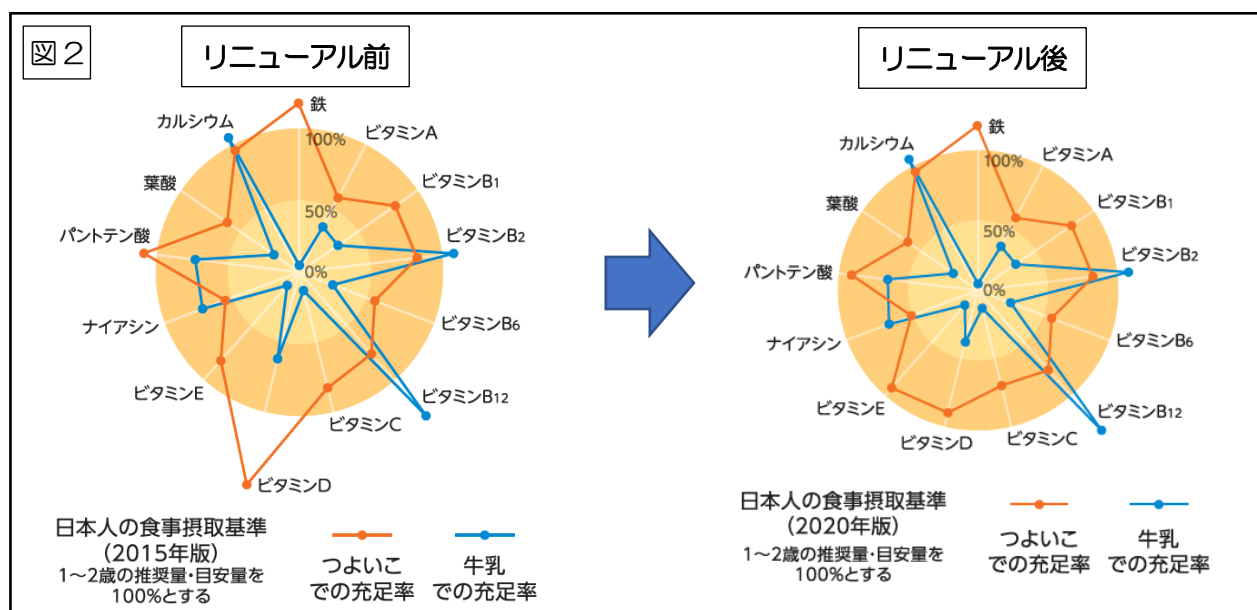 図2
リニューアル前
鉄
カルシウム
ビタミンA
100%
葉酸
ビタミンB1
50%
パントテン酸
ビタミンB2
0%
ナイアシン
ビタミンB6
ビタミンE
ビタミンB12
ビタミンC
ビタミンD
日本人の食事摂取基準
(2015年版)
1~2歳の推奨量・目安量を
100%とする
つよいこ
での充足率
牛乳
での充足率
リニューアル後
鉄
カルシウム
ビタミンA
100%
葉酸
ビタミンB1
50%
パントテン酸
ビタミンB2
0%
ナイアシン
ビタミンB6
ビタミンE
ビタミンB12
ビタミンD
ビタミンC
日本人の食事摂取基準
(2020年版)
1~2歳の推奨量・目安量を
100%とする
つよいこ
での充足率
牛乳
での充足率